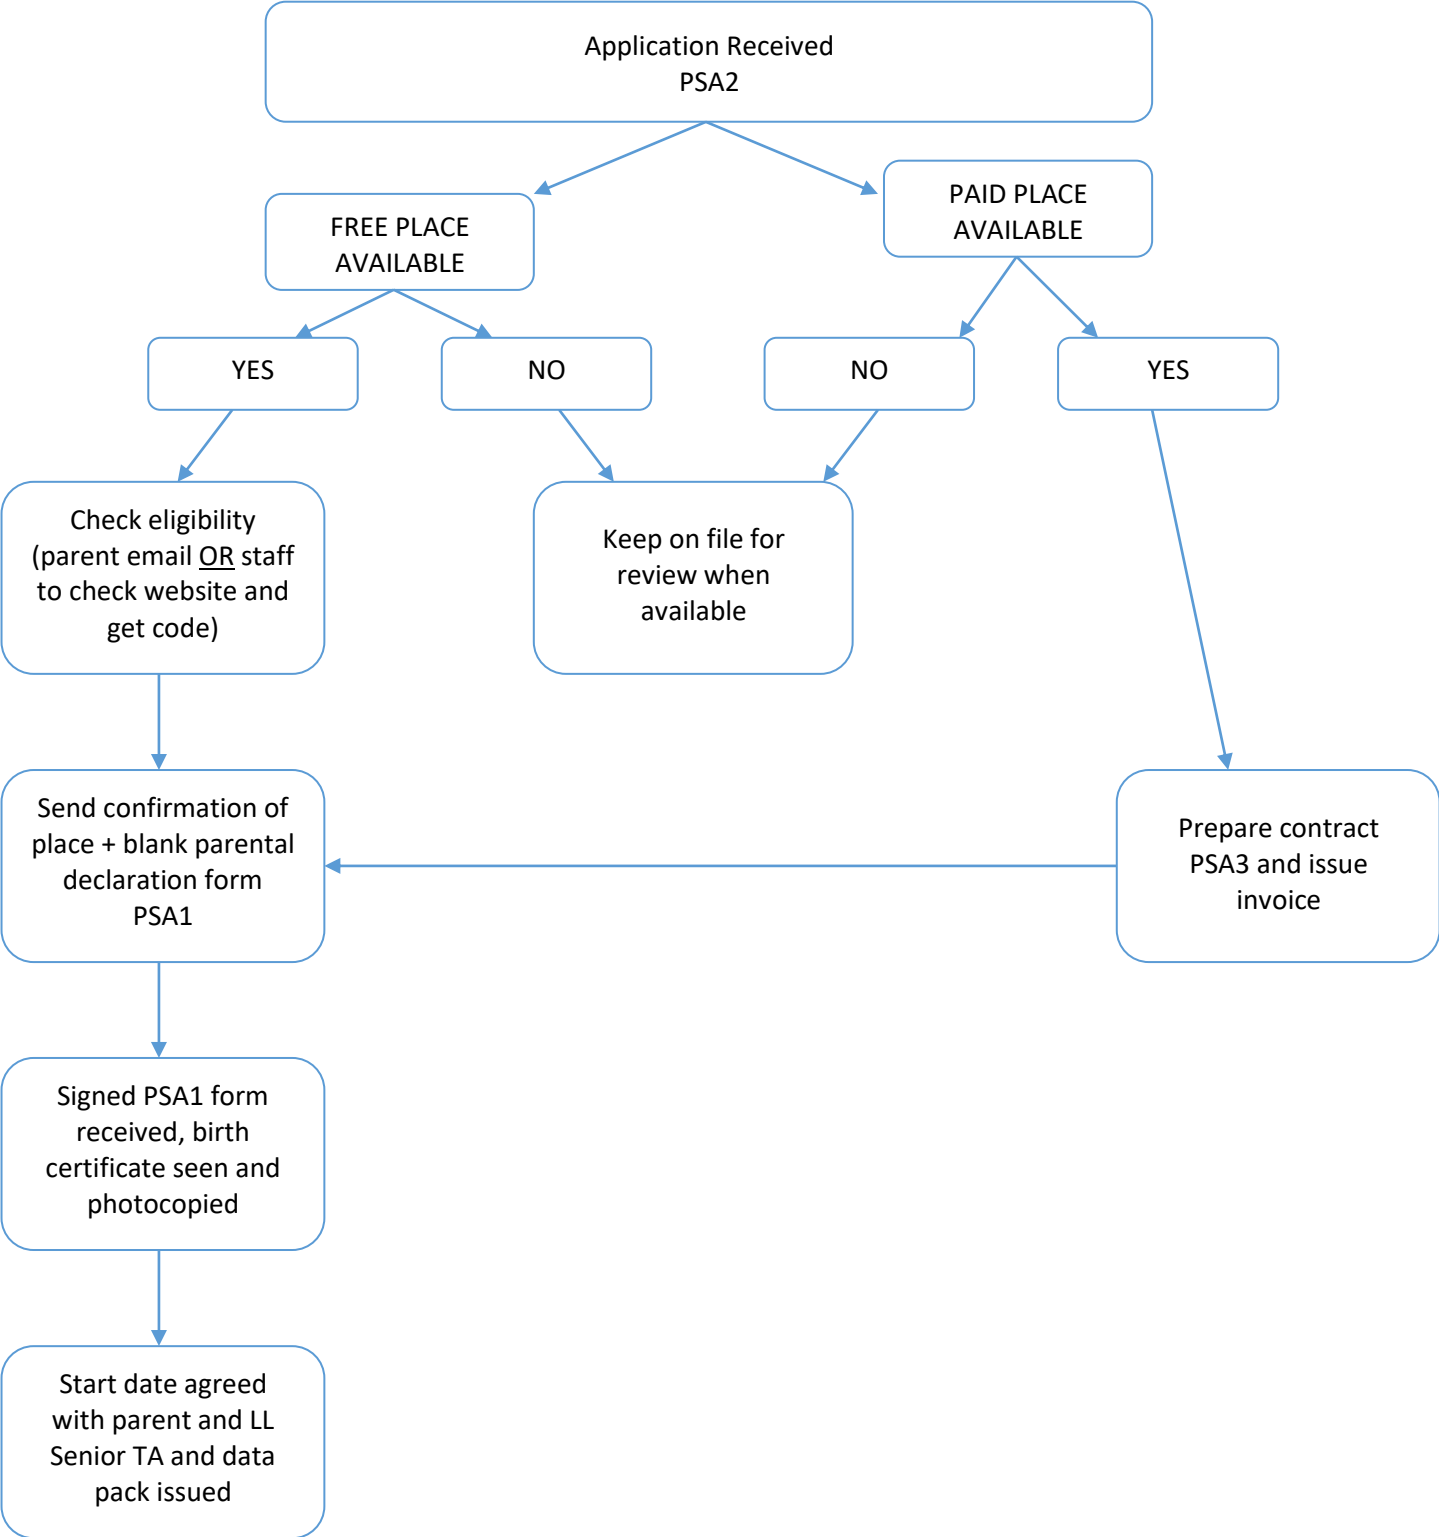 Application Received
PSA2
FREE PLACE
AVAILABLE
PAID PLACE
AVAILABLE
YES
NO
NO
YES
Check eligibility
(parent email OR staff
to check website and
get code)
Keep on file for
review when
available
Send confirmation of
place + blank parental
declaration form
PSA1
Prepare contract
PSA3 and issue
invoice
Signed PSA1 form
received, birth
certificate seen and
photocopied
Start date agreed
with parent and LL
Senior TA and data
pack issued